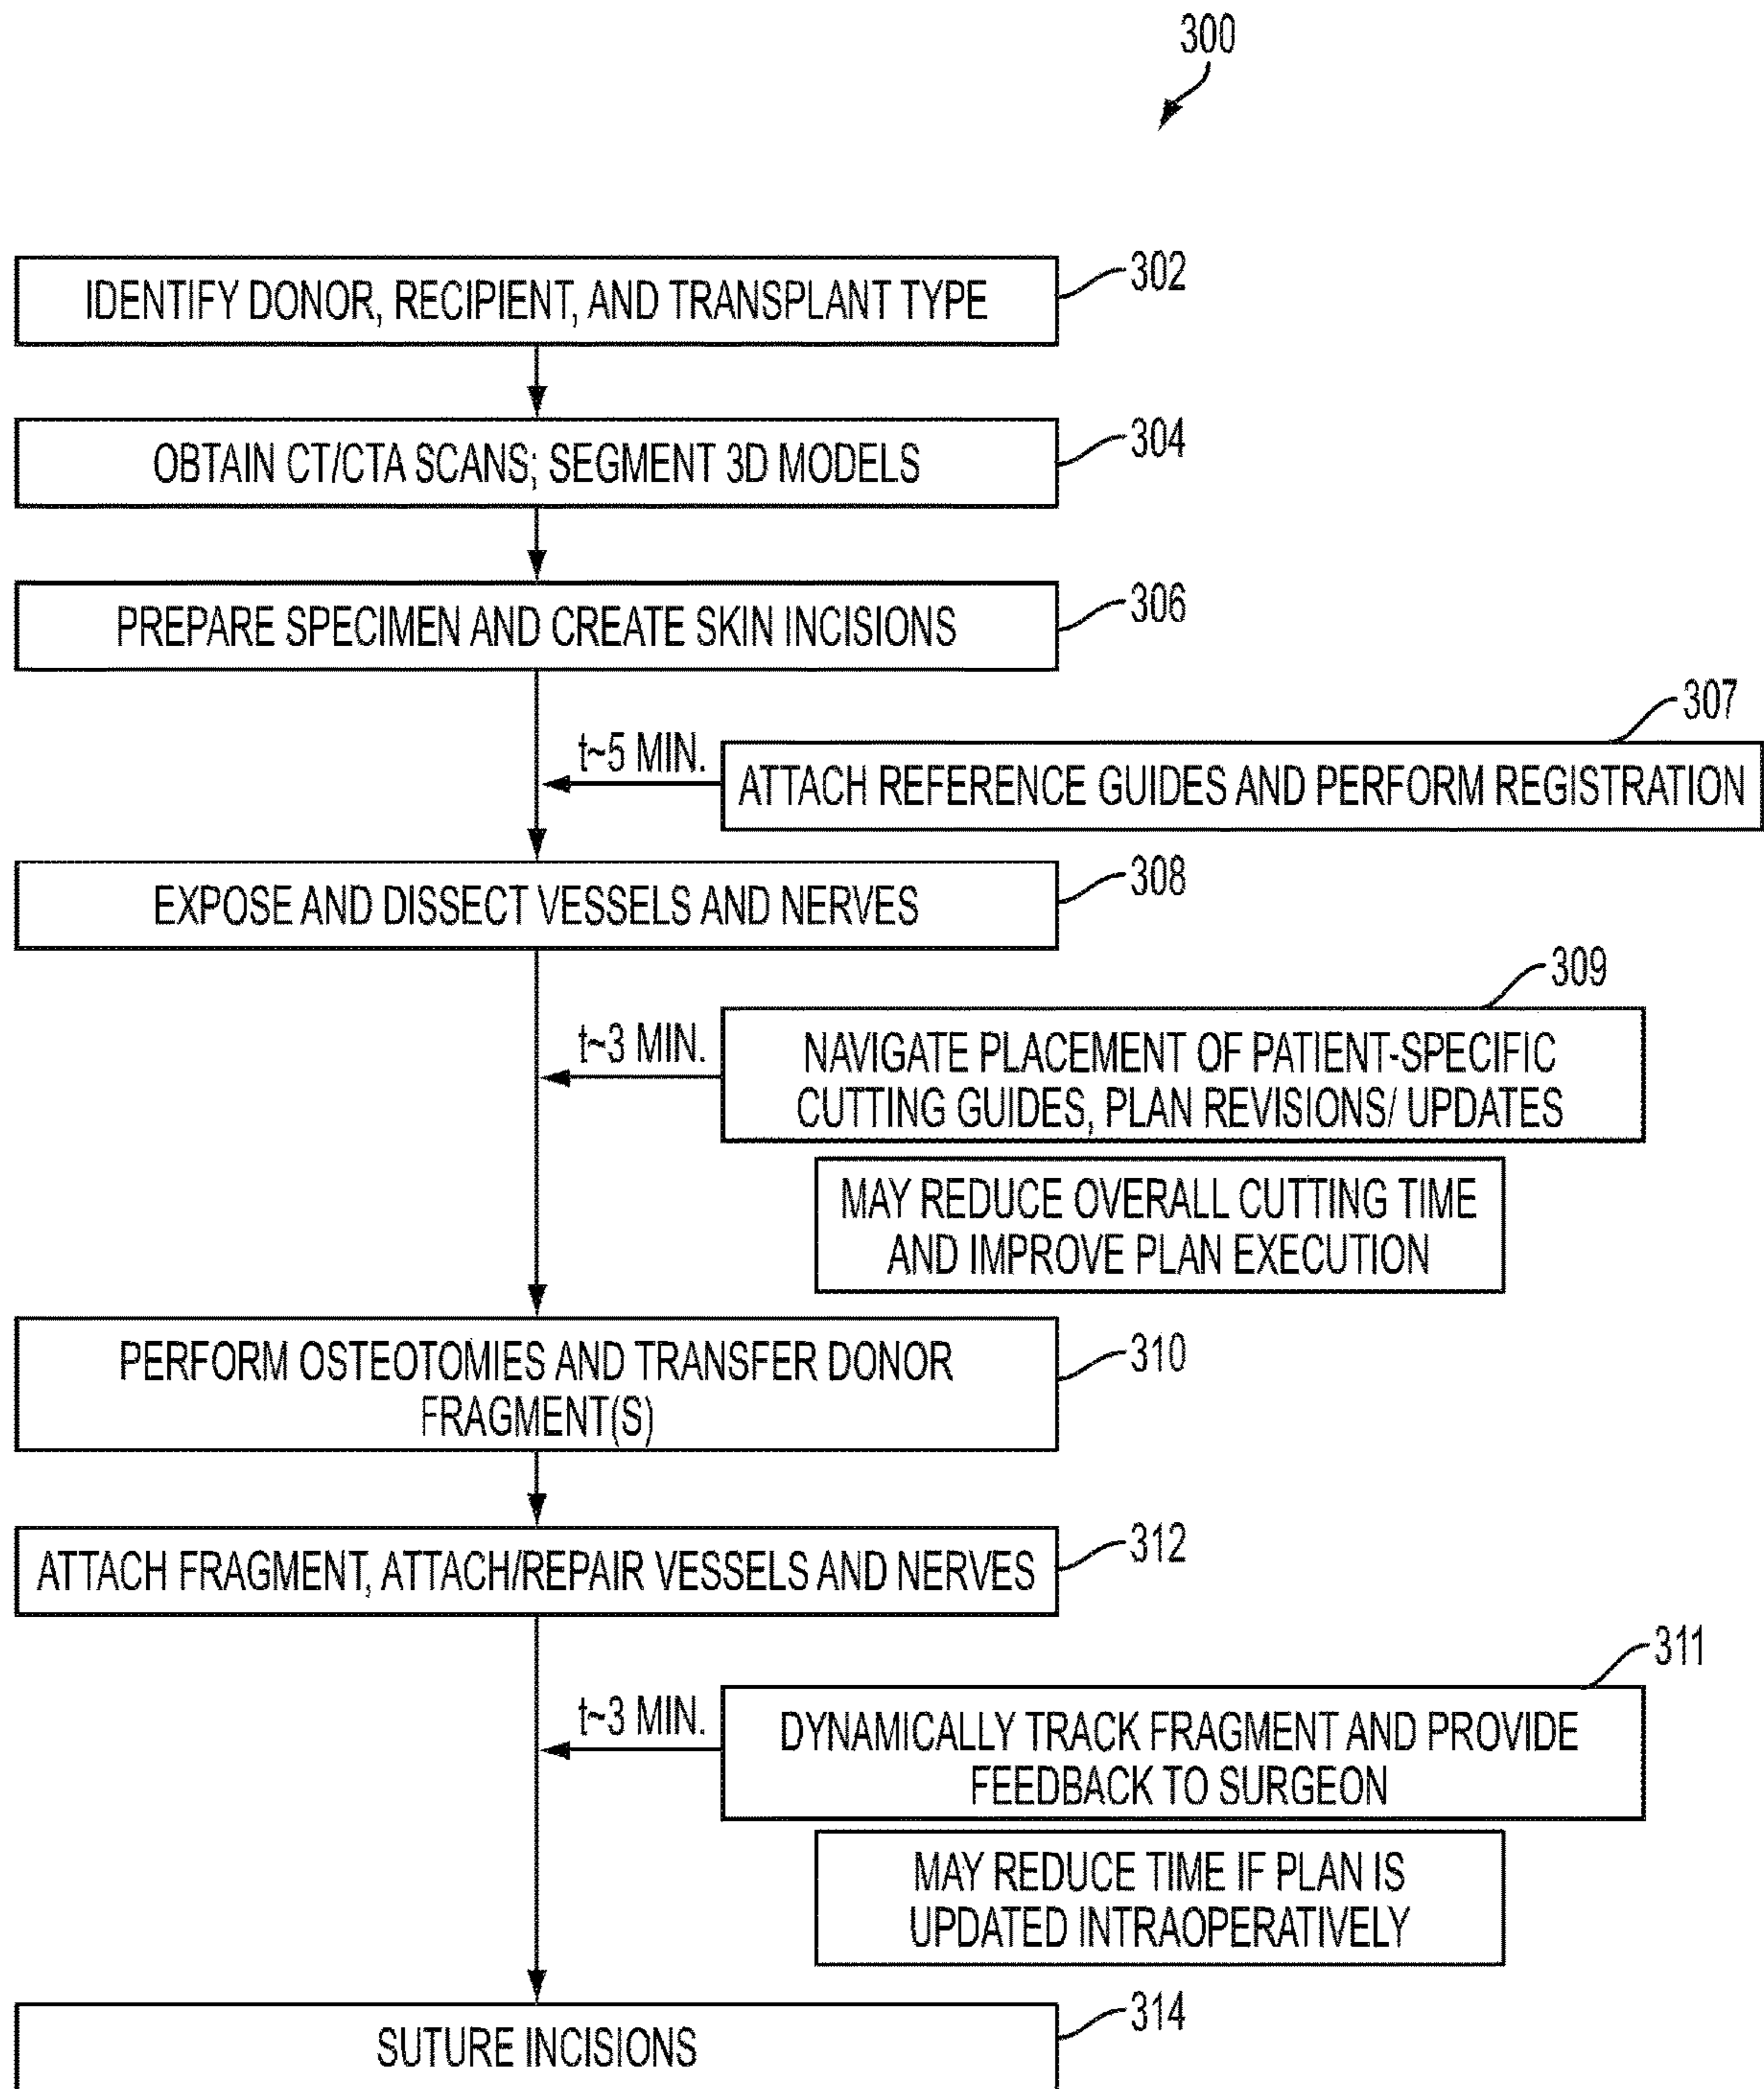 300
IDENTIFY DONOR, RECIPIENT, AND TRANSPLANT TYPE
302
OBTAIN CT/CTA SCANS; SEGMENT 3D MODELS
304
PREPARE SPECIMEN AND CREATE SKIN INCISIONS
306
307
t~5 MIN.
ATTACH REFERENCE GUIDES AND PERFORM REGISTRATION
EXPOSE AND DISSECT VESSELS AND NERVES
308
309
t~3 MIN.
NAVIGATE PLACEMENT OF PATIENT-SPECIFIC
CUTTING GUIDES, PLAN REVISIONS/ UPDATES
MAY REDUCE OVERALL CUTTING TIME
AND IMPROVE PLAN EXECUTION
PERFORM OSTEOTOMIES AND TRANSFER DONOR
FRAGMENT(S)
310
ATTACH FRAGMENT, ATTACH/REPAIR VESSELS AND NERVES
312
311
t~3 MIN.
DYNAMICALLY TRACK FRAGMENT AND PROVIDE
FEEDBACK TO SURGEON
MAY REDUCE TIME IF PLAN IS
UPDATED INTRAOPERATIVELY
SUTURE INCISIONS
314